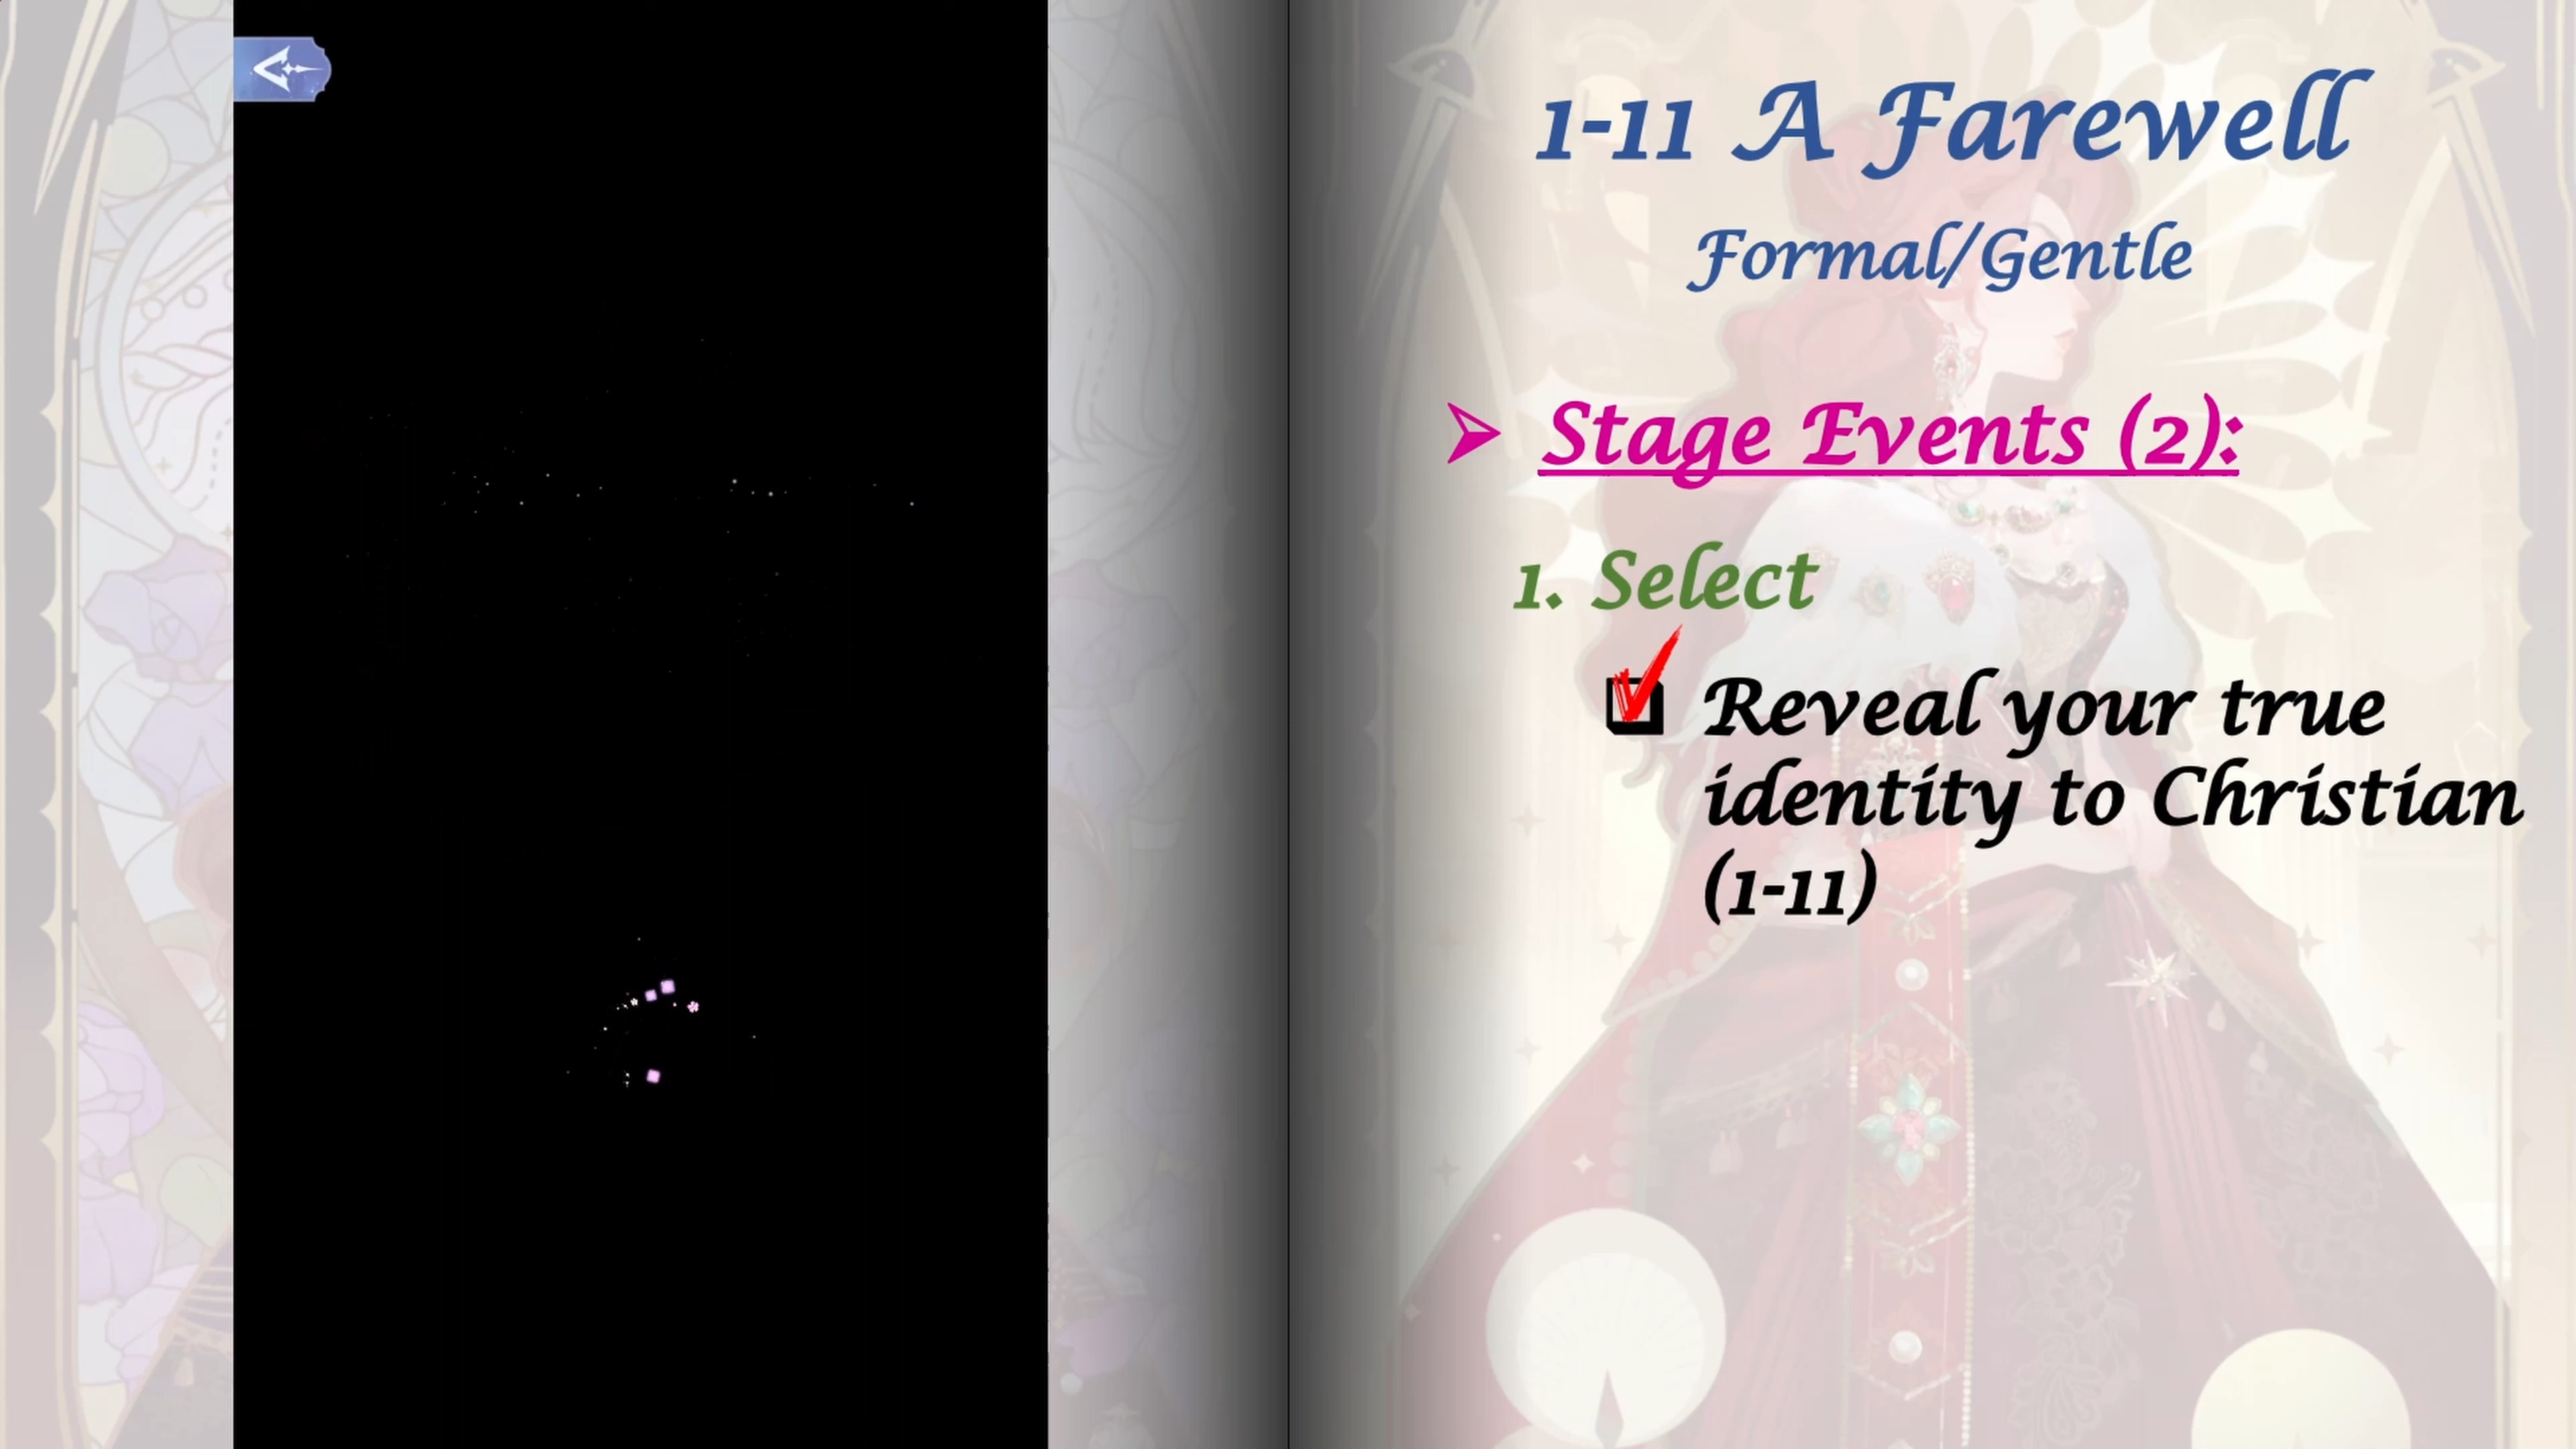 1-11 A Farewell
Formal/Gentle
➢ Stage Events (2):
1. Select
Reveal your true
identity to Christian
(1-11)